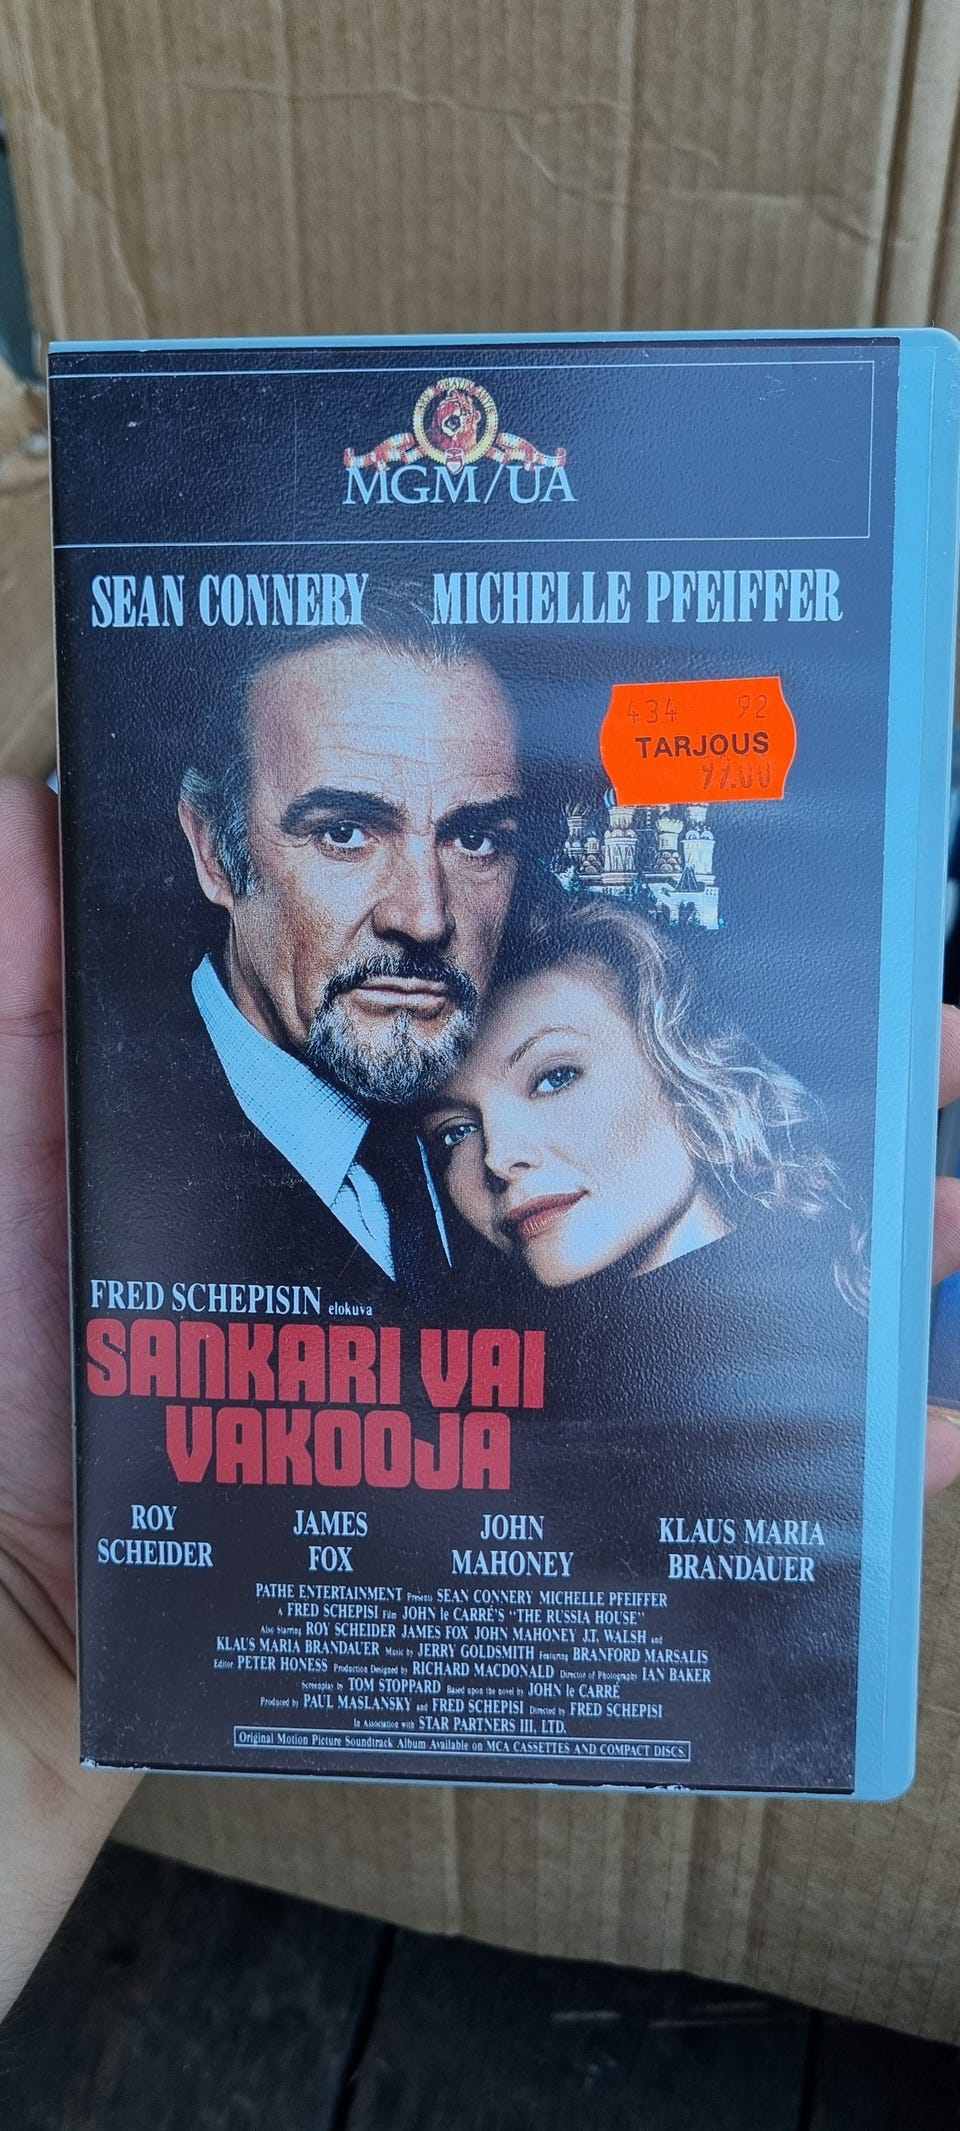 MGM/UA
SEAN CONNERY MICHELLE PFEIFFER
434 92
TARJOUS
99.00
FRED SCHEPISIN elokuva
SANKARI VAI
VAKOOJA
ROY SCHEIDER
JAMES FOX
JOHN MAHONEY
KLAUS MARIA BRANDAUER
PATHE ENTERTAINMENT Presents SEAN CONNERY MICHELLE PFEIFFER
A FRED SCHEPISI Film JOHN le CARRÉ'S "THE RUSSIA HOUSE"
Also Starring ROY SCHEIDER JAMES FOX JOHN MAHONEY J.T. WALSH and
KLAUS MARIA BRANDAUER Music by JERRY GOLDSMITH Featuring BRANFORD MARSALIS
Editor PETER HONESS Production Designed by RICHARD MACDONALD Director of Photography IAN BAKER
Screenplay by TOM STOPPARD Based upon the novel by JOHN le CARRÉ
Produced by PAUL MASLANSKY and FRED SCHEPISI Directed by FRED SCHEPISI
In Association with STAR PARTNERS III, LTD.
Original Motion Picture Soundtrack Album Available on MCA CASSETTES AND COMPACT DISCS.